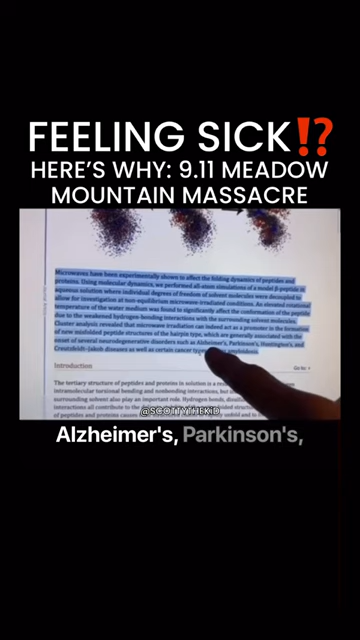 FEELING SICK⁉️
HERE'S WHY: 9.11 MEADOW
MOUNTAIN MASSACRE
Microwaves have been experimentally shown to affect the folding dynamics of peptides and
proteins. Using molecular dynamics, we performed all-atom simulations of a model β-peptide in
aqueous solution where individual degrees of freedom of solvent molecules were decoupled to
allow for investigation at non-equilibrium microwave-irradiated conditions. An elevated rotational
temperature of the water medium was found to significantly affect the conformation of the peptide
due to the weakened hydrogen-bonding interactions with the surrounding solvent molecules.
Cluster analysis revealed that microwave irradiation can indeed act as a promoter in the formation
of new misfolded peptide structures of the hairpin type, which are generally associated with the
onset of several neurodegenerative disorders such as Alzheimer's, Parkinson's, Huntington's, and
Creutzfeldt-Jakob diseases as well as certain cancer types amyloidosis.
Introduction
Go to:
The tertiary structure of peptides and proteins in solution is a
intramolecular torsional bending and nonbonding interactions, but
surrounding solvent also play an important role. Hydrogen bonds,
interactions all contribute to the
of peptides and proteins causes unfold and to
@SCOTTYTHEKID
Alzheimer's, Parkinson's,